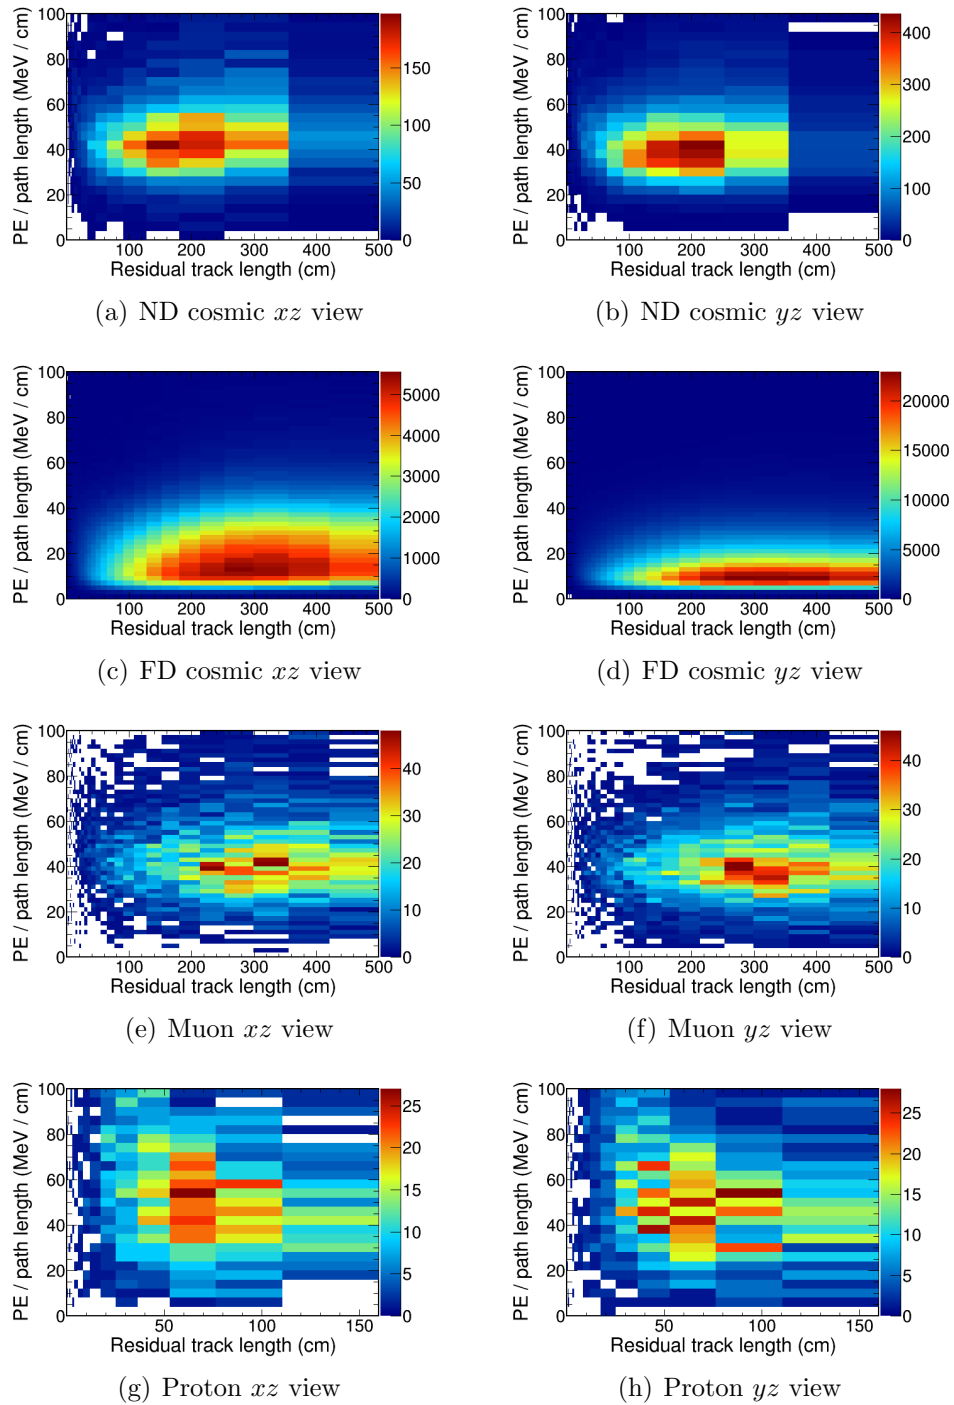 100
80
60
40
20
0
PE / path length (MeV / cm)
100 200 300 400 500
Residual track length (cm)
150
100
50
0
(a) ND cosmic xz view
100
80
60
40
20
0
PE / path length (MeV / cm)
100 200 300 400 500
Residual track length (cm)
400
300
200
100
0
(b) ND cosmic yz view
100
80
60
40
20
0
PE / path length (MeV / cm)
100 200 300 400 500
Residual track length (cm)
5000
4000
3000
2000
1000
0
(c) FD cosmic xz view
100
80
60
40
20
0
PE / path length (MeV / cm)
100 200 300 400 500
Residual track length (cm)
20000
15000
10000
5000
0
(d) FD cosmic yz view
100
80
60
40
20
0
PE / path length (MeV / cm)
100 200 300 400 500
Residual track length (cm)
40
30
20
10
0
(e) Muon xz view
100
80
60
40
20
0
PE / path length (MeV / cm)
100 200 300 400 500
Residual track length (cm)
40
30
20
10
0
(f) Muon yz view
100
80
60
40
20
0
PE / path length (MeV / cm)
50 100 150
Residual track length (cm)
25
20
15
10
5
0
(g) Proton xz view
100
80
60
40
20
0
PE / path length (MeV / cm)
50 100 150
Residual track length (cm)
25
20
15
10
5
0
(h) Proton yz view